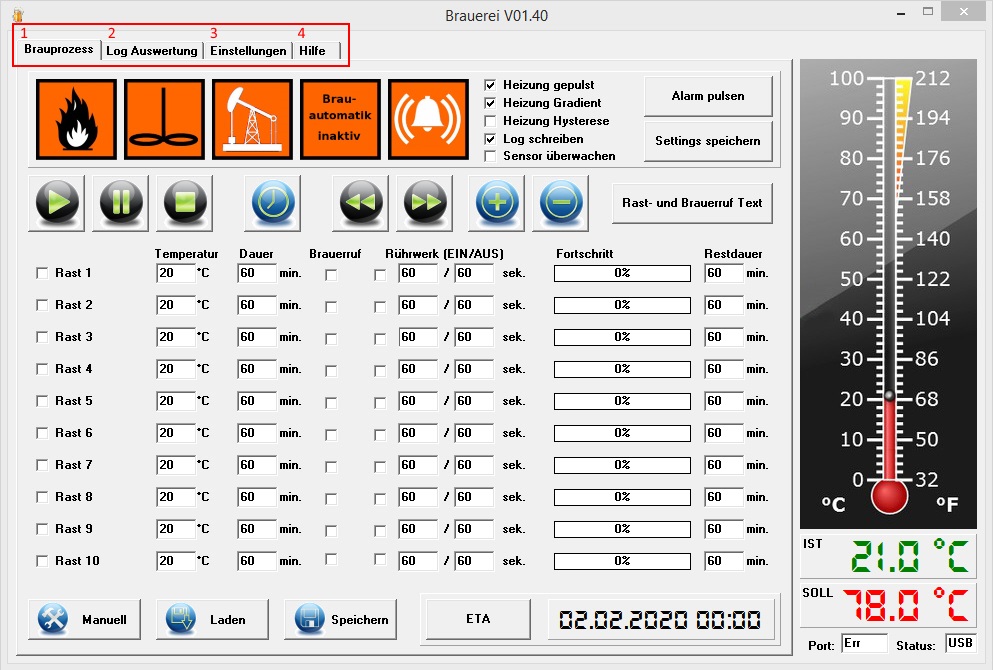 Brauerei V01.40
1 2 3 4
Brauprozess Log Auswertung Einstellungen Hilfe
Brau-
automatik
inaktiv
Heizung gepulst
Heizung Gradient
Heizung Hysterese
Log schreiben
Sensor überwachen
Alarm pulsen
Settings speichern
Rast- und Brauerruf Text
Temperatur Dauer Brauerruf Rührwerk (EIN/AUS) Fortschritt Restdauer
Rast 1 20 °C 60 min. 60 / 60 sek. 0% 60 min.
Rast 2 20 °C 60 min. 60 / 60 sek. 0% 60 min.
Rast 3 20 °C 60 min. 60 / 60 sek. 0% 60 min.
Rast 4 20 °C 60 min. 60 / 60 sek. 0% 60 min.
Rast 5 20 °C 60 min. 60 / 60 sek. 0% 60 min.
Rast 6 20 °C 60 min. 60 / 60 sek. 0% 60 min.
Rast 7 20 °C 60 min. 60 / 60 sek. 0% 60 min.
Rast 8 20 °C 60 min. 60 / 60 sek. 0% 60 min.
Rast 9 20 °C 60 min. 60 / 60 sek. 0% 60 min.
Rast 10 20 °C 60 min. 60 / 60 sek. 0% 60 min.
Manuell Laden Speichern ETA 02.02.2020 00:00
100 212
90 194
80 176
70 158
60 140
50 122
40 104
30 86
20 68
10 50
0 32
°C °F
IST 21.0 °C
SOLL 78.0 °C
Port: Err Status: USB